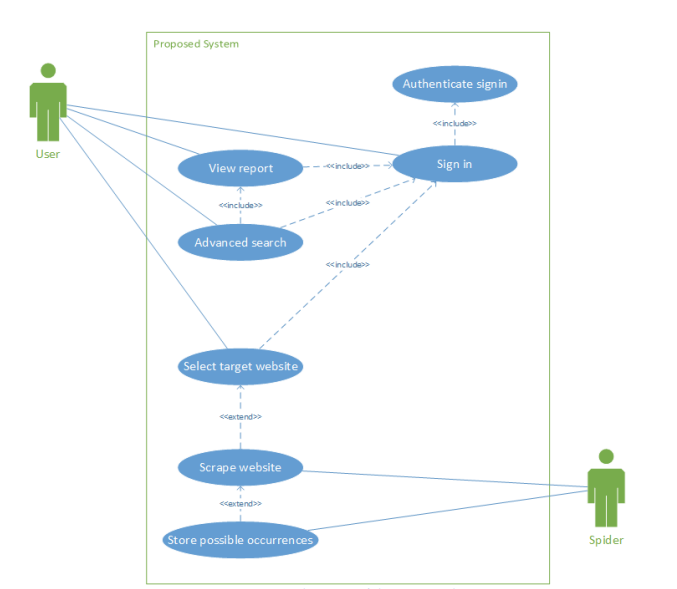 Proposed System
Authenticate signin
<<include>>
User
Sign in
View report
<<include>>
<<include>>
<<include>>
Advanced search
<<include>>
Select target website
<<extend>>
Scrape website
<<extend>>
Store possible occurrences
Spider